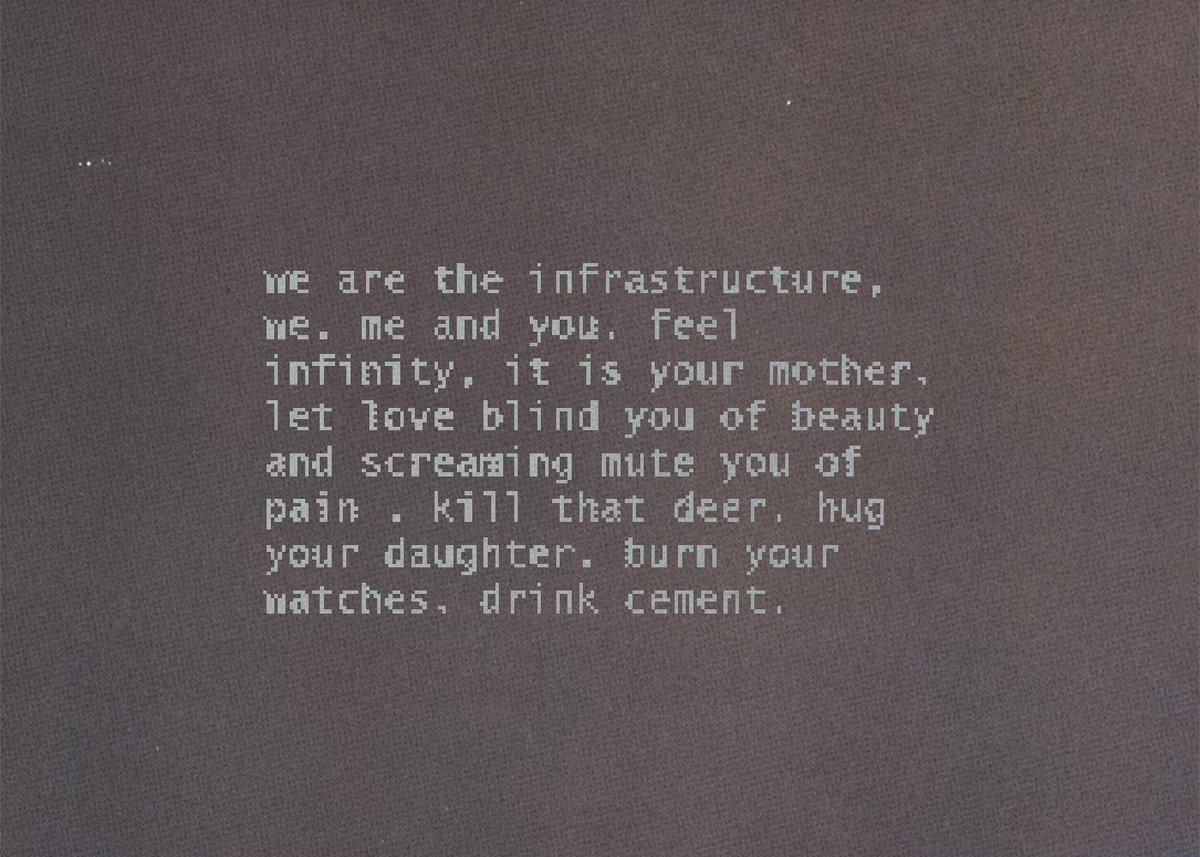 we are the infrastructure,
we. me and you. feel
infinity, it is your mother.
let love blind you of beauty
and screaming mute you of
pain . kill that deer. hug
your daughter. burn your
watches. drink cement.